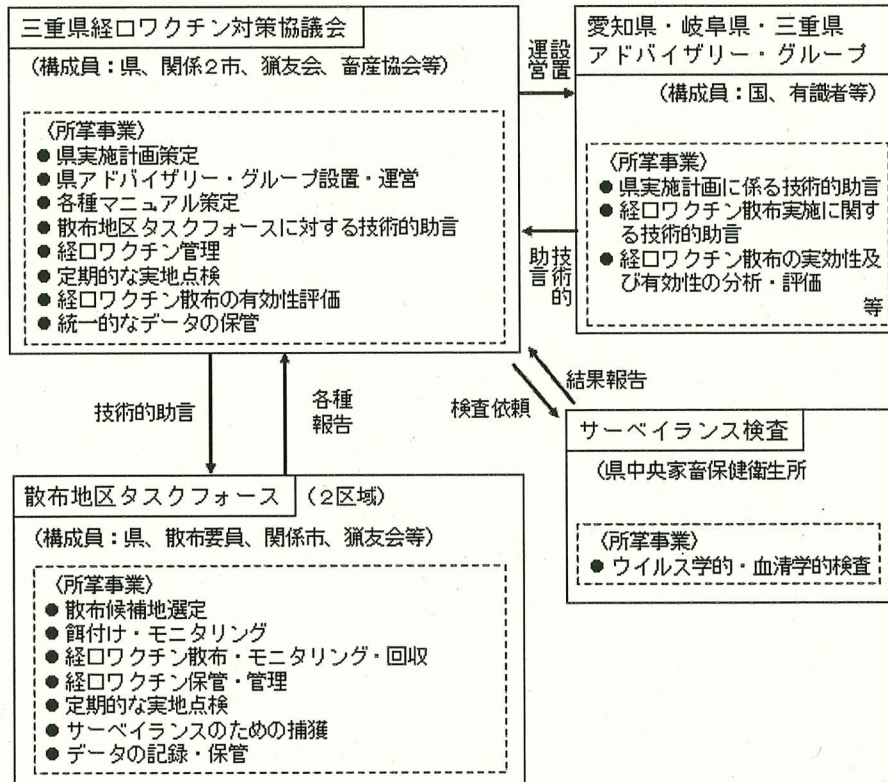 三重県経口ワクチン対策協議会
(構成員：県、関係２市、猟友会、畜産協会等)
〈所掌事業〉
●県実施計画策定
●県アドバイザリー・グループ設置・運営
●各種マニュアル策定
●散布地区タスクフォースに対する技術的助言
●経口ワクチン管理
●定期的な実地点検
●経口ワクチン散布の有効性評価
●統一的なデータの保管
設置
運営
技術的
助言
愛知県・岐阜県・三重県
アドバイザリー・グループ
(構成員：国、有識者等)
〈所掌事業〉
●県実施計画に係る技術的助言
●経口ワクチン散布実施に関す
る技術的助言
●経口ワクチン散布の実効性及
び有効性の分析・評価
等
技術的助言
各種
報告
検査依頼
結果報告
サーベイランス検査
(県中央家畜保健衛生所
〈所掌事業〉
●ウイルス学的・血清学的検査
散布地区タスクフォース (２区域)
(構成員：県、散布要員、関係市、猟友会等)
〈所掌事業〉
●散布候補地選定
●餌付け・モニタリング
●経口ワクチン散布・モニタリング・回収
●経口ワクチン保管・管理
●定期的な実地点検
●サーベイランスのための捕獲
●データの記録・保管